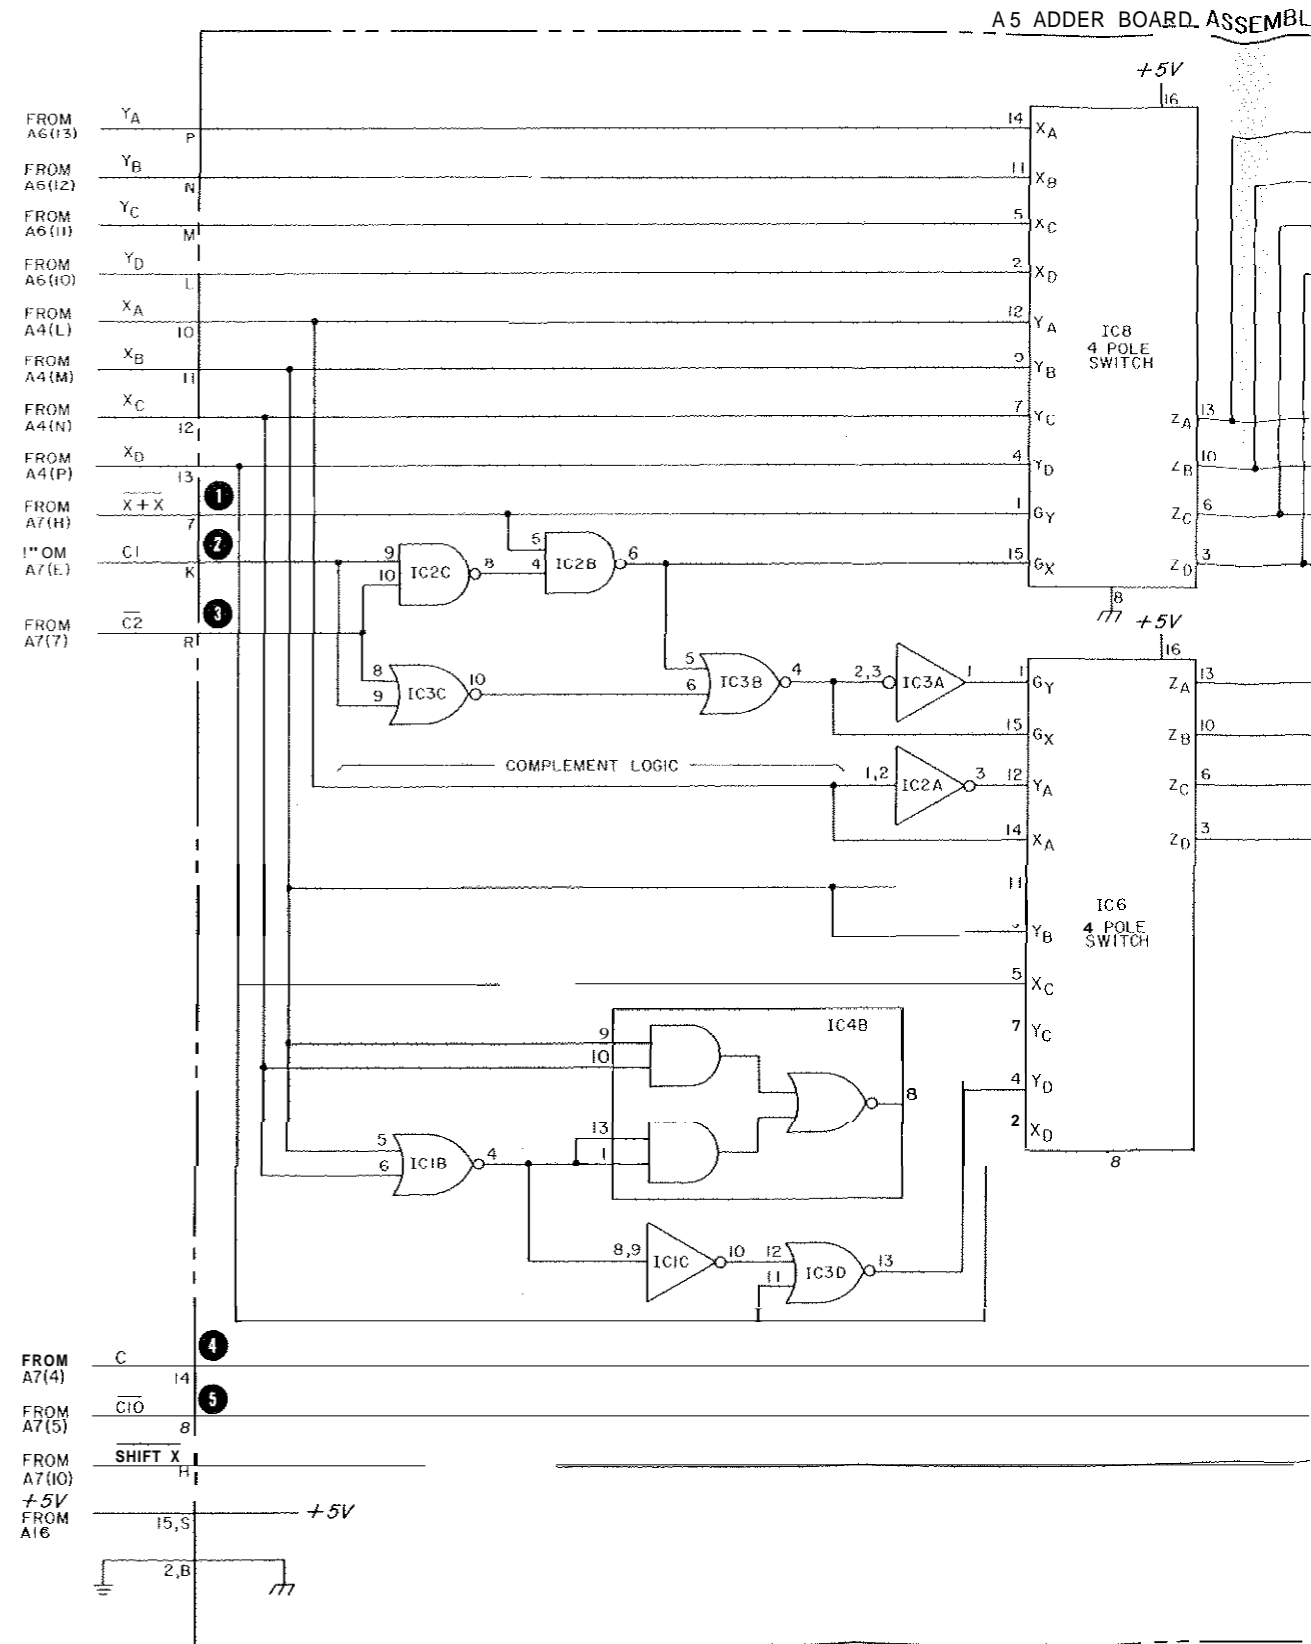 A5 ADDER BOARD ASSEMBL
+5V
16
FROM
A6(13)
YA
P
14 XA
FROM
A6(12)
YB
N
11 XB
FROM
A6(11)
YC
M
5 XC
FROM
A6(10)
YD
L
2 XD
FROM
A4(L)
XA
10
12 YA
IC8
4 POLE
SWITCH
FROM
A4(M)
XB
11
YB
FROM
A4(N)
XC
12
7 YC
ZA 13
FROM
A4(P)
XD
13
4 YD
ZB 10
1
FROM
A7(H)
X+X
7
1 GY
ZC 6
2
!"OM
A7(E)
C1
K
9
10
IC2C
8
5
4
IC2B
6
15 GX
ZD 3
8
3
FROM
A7(7)
C2
R
+5V
16
8
9
IC3C
10
5
6
IC3B
4
2,3
IC3A
1
1 GY
ZA 13
15 GX
ZB 10
COMPLEMENT LOGIC
1,2
IC2A
3
12 YA
ZC 6
14 XA
ZD 3
11
IC6
4 POLE
SWITCH
YB
5 XC
IC4B
9
10
7 YC
4 YD
8
2 XD
13
1
5
6
IC1B
4
8
8,9
IC1C
10
12
11
IC3D
13
4
FROM
A7(4)
C
14
5
FROM
A7(5)
C10
8
FROM
A7(10)
SHIFT X
H
+5V
FROM
A16
15,S
+5V
2,B